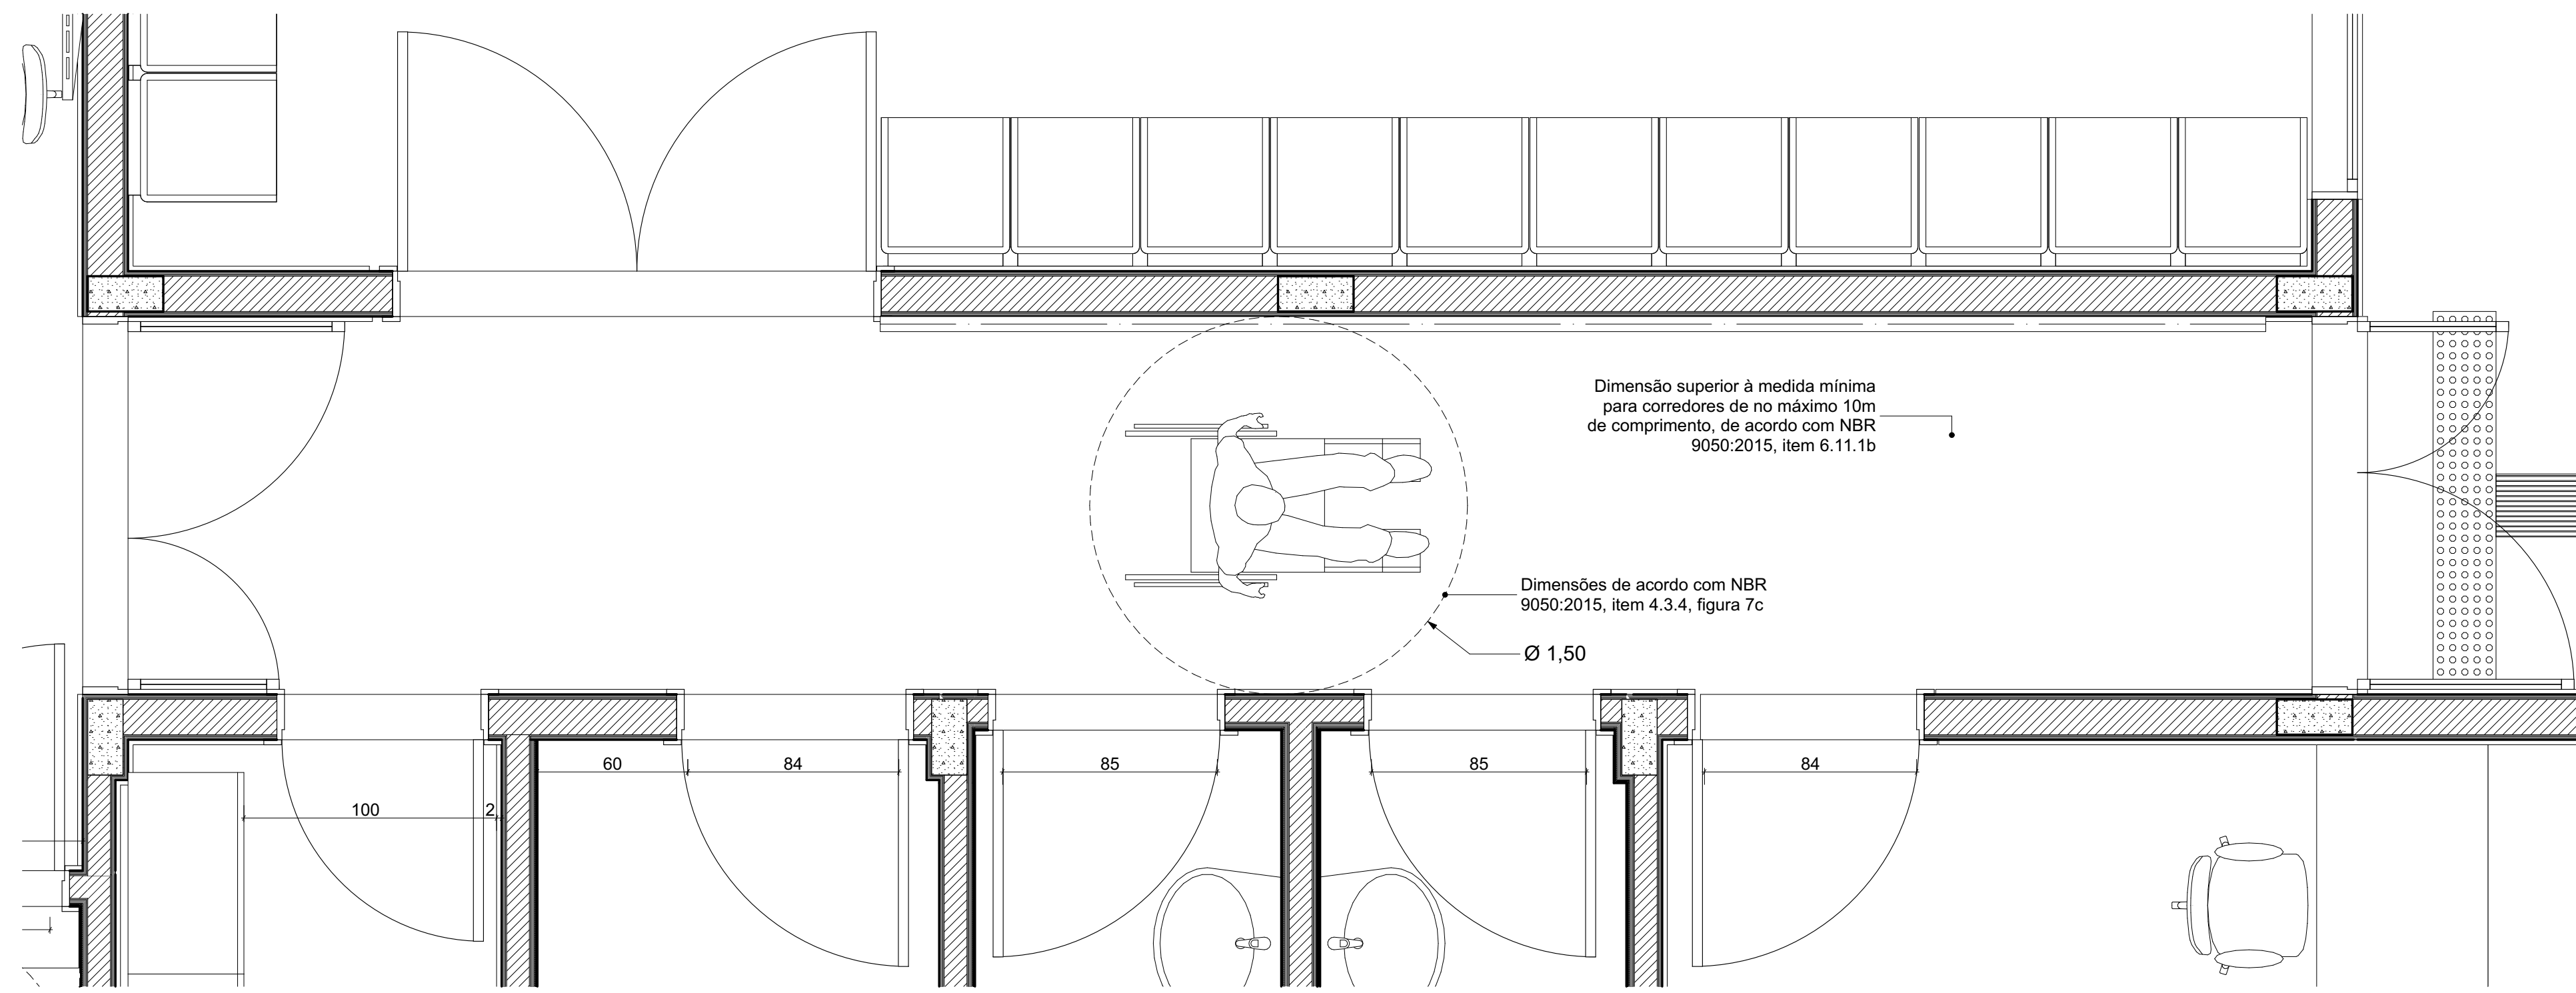 Dimensão superior à medida mínima
para corredores de no máximo 10m
de comprimento, de acordo com NBR
9050:2015, item 6.11.1b
Dimensões de acordo com NBR
9050:2015, item 4.3.4, figura 7c
Ø 1,50
60
84
85
85
84
100
2